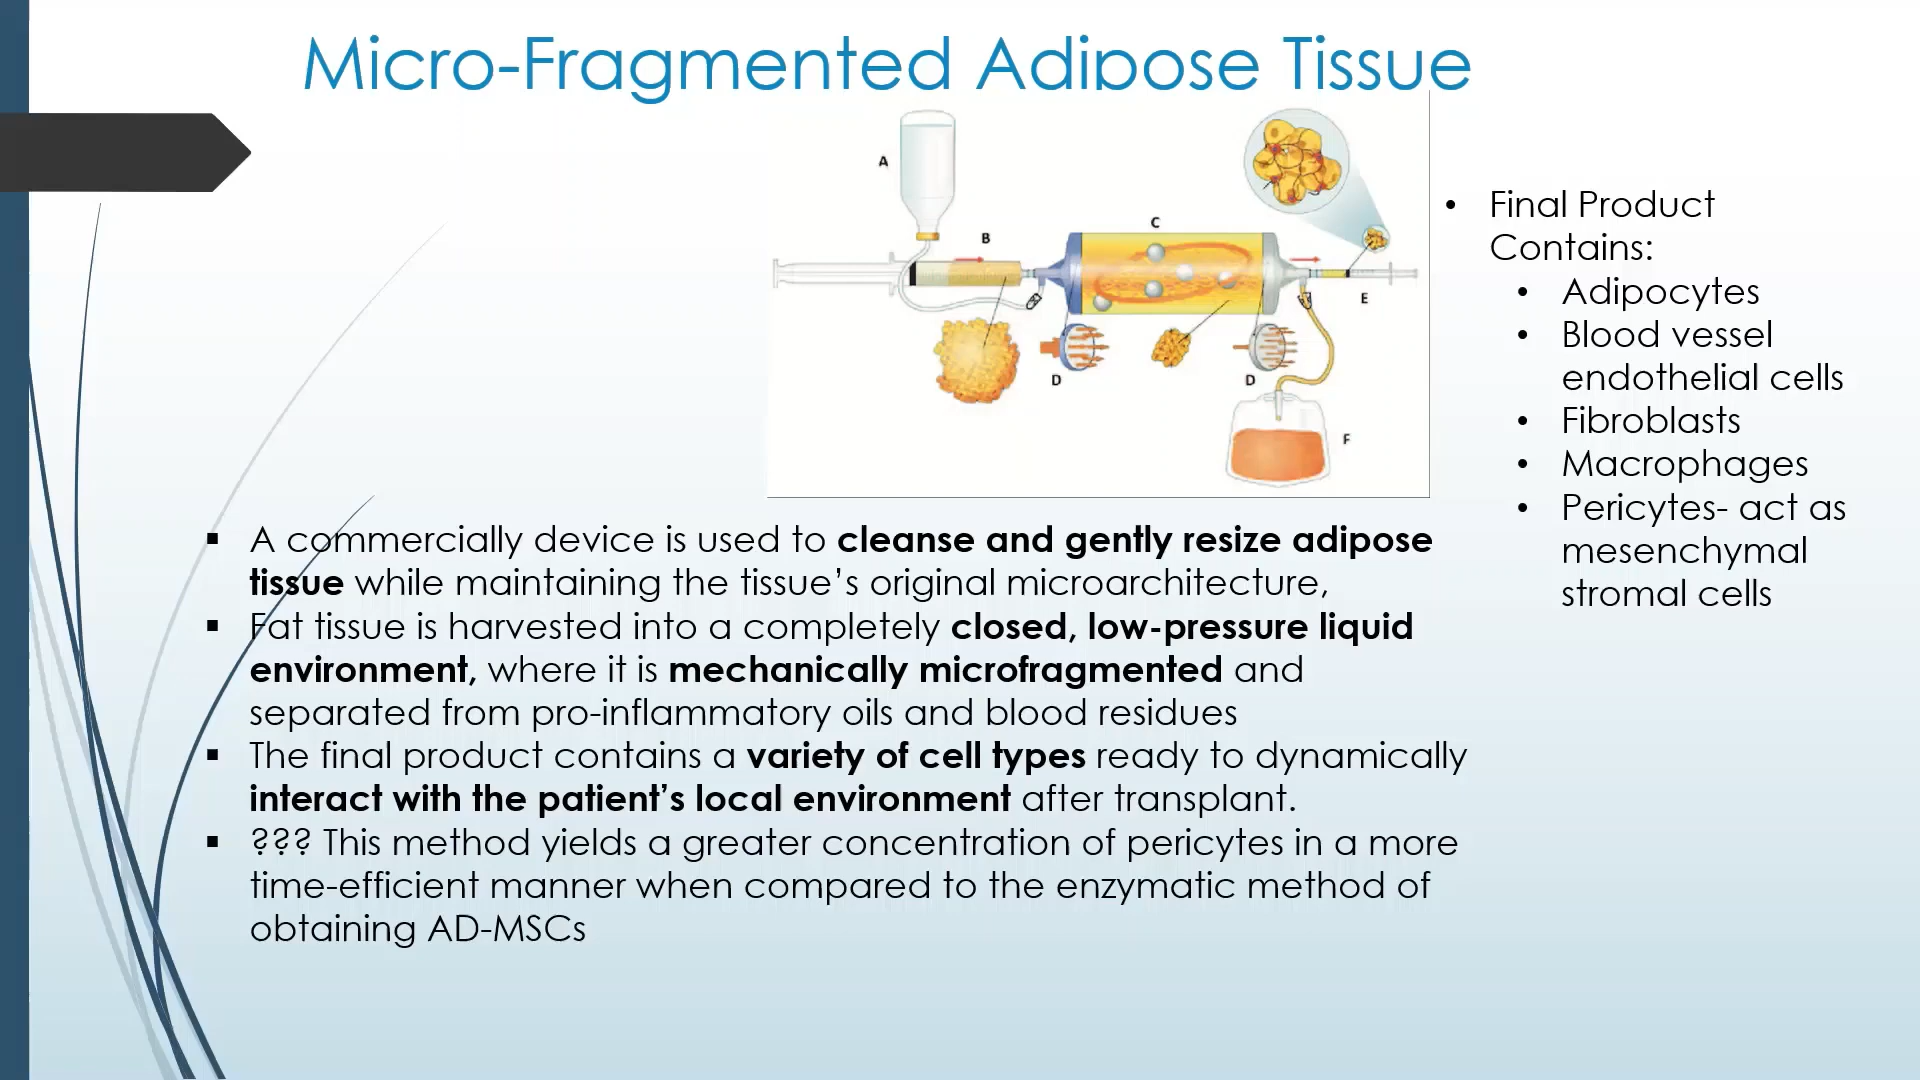 Micro-Fragmented Adipose Tissue
A
B
C
D
D
E
F
• Final Product
Contains:
• Adipocytes
• Blood vessel
endothelial cells
• Fibroblasts
• Macrophages
• Pericytes- act as
mesenchymal
stromal cells
▪ A commercially device is used to cleanse and gently resize adipose
tissue while maintaining the tissue’s original microarchitecture,
▪ Fat tissue is harvested into a completely closed, low-pressure liquid
environment, where it is mechanically microfragmented and
separated from pro-inflammatory oils and blood residues
▪ The final product contains a variety of cell types ready to dynamically
interact with the patient’s local environment after transplant.
▪ ??? This method yields a greater concentration of pericytes in a more
time-efficient manner when compared to the enzymatic method of
obtaining AD-MSCs